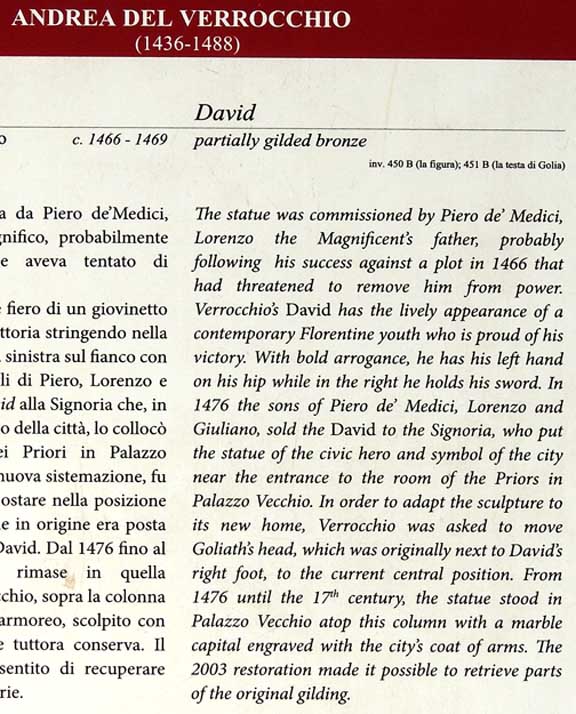 ANDREA DEL VERROCCHIO
(1436-1488)
David
c. 1466 - 1469
partially gilded bronze
inv. 450 B (la figura); 451 B (la testa di Golia)
a da Piero de'Medici,
gnifico, probabilmente
e aveva tentato di
e fiero di un giovinetto
ttoria stringendo nella
sinistra sul fianco con
li di Piero, Lorenzo e
id alla Signoria che, in
o della città, lo collocò
ei Priori in Palazzo
nuova sistemazione, fu
ostare nella posizione
e in origine era posta
David. Dal 1476 fino al
rimase in quella
chio, sopra la colonna
armoreo, scolpito con
e tuttora conserva. Il
sentito di recuperare
rie.
The statue was commissioned by Piero de' Medici,
Lorenzo the Magnificent's father, probably
following his success against a plot in 1466 that
had threatened to remove him from power.
Verrocchio's David has the lively appearance of a
contemporary Florentine youth who is proud of his
victory. With bold arrogance, he has his left hand
on his hip while in the right he holds his sword. In
1476 the sons of Piero de' Medici, Lorenzo and
Giuliano, sold the David to the Signoria, who put
the statue of the civic hero and symbol of the city
near the entrance to the room of the Priors in
Palazzo Vecchio. In order to adapt the sculpture to
its new home, Verrocchio was asked to move
Goliath's head, which was originally next to David's
right foot, to the current central position. From
1476 until the 17th century, the statue stood in
Palazzo Vecchio atop this column with a marble
capital engraved with the city's coat of arms. The
2003 restoration made it possible to retrieve parts
of the original gilding.